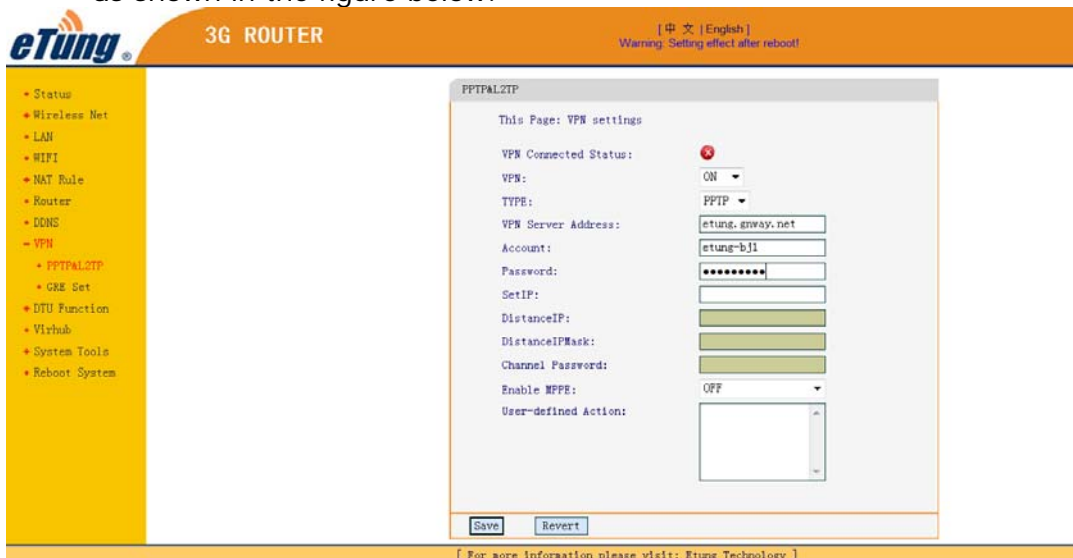 as shown in the figure below:
eTung ®
3G ROUTER
[ 中 文 | English ]
Warning: Setting effect after reboot!
Status
Wireless Net
LAN
WIFI
NAT Rule
Router
DDNS
VPN
PPTP&L2TP
GRE Set
DTU Function
Virhub
System Tools
Reboot System
PPTP&L2TP
This Page: VPN settings
VPN Connected Status:
VPN: ON
TYPE: PPTP
VPN Server Address: etung.gnway.net
Account: etung-bj1
Password: •••••••••
SetIP:
DistanceIP:
DistanceIPMask:
Channel Password:
Enable MPPE: OFF
User-defined Action:
Save Revert
[ For more information please visit: Etung Technology ]